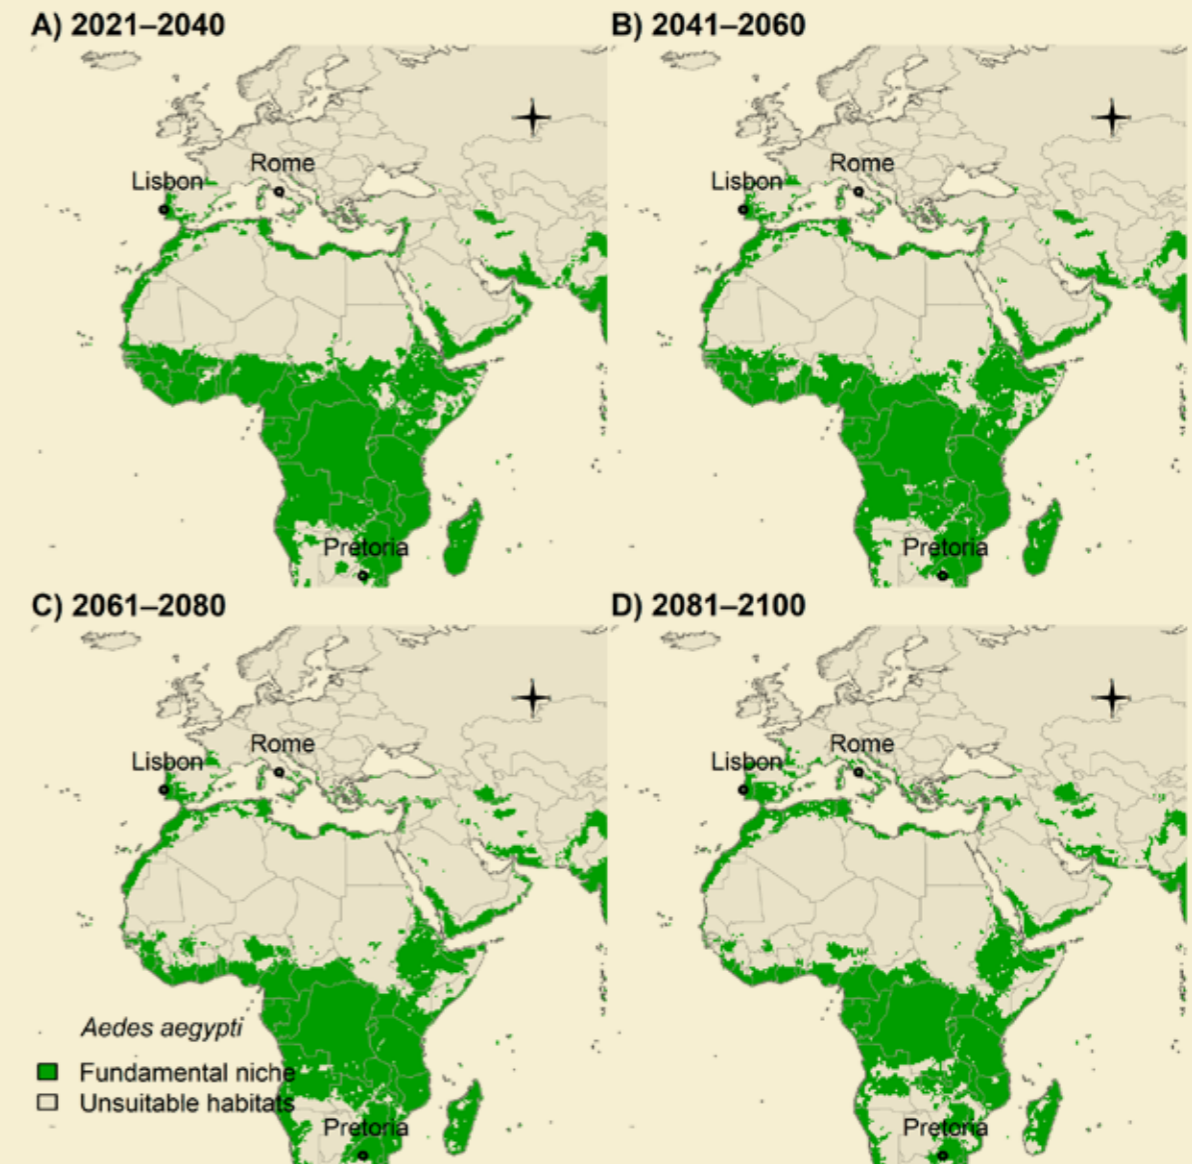 A) 2021–2040
B) 2041–2060
Rome
Lisbon
Rome
Lisbon
Pretoria
Pretoria
C) 2061–2080
D) 2081–2100
Rome
Lisbon
Rome
Lisbon
Aedes aegypti
Fundamental niche
Unsuitable habitats
Pretoria
Pretoria